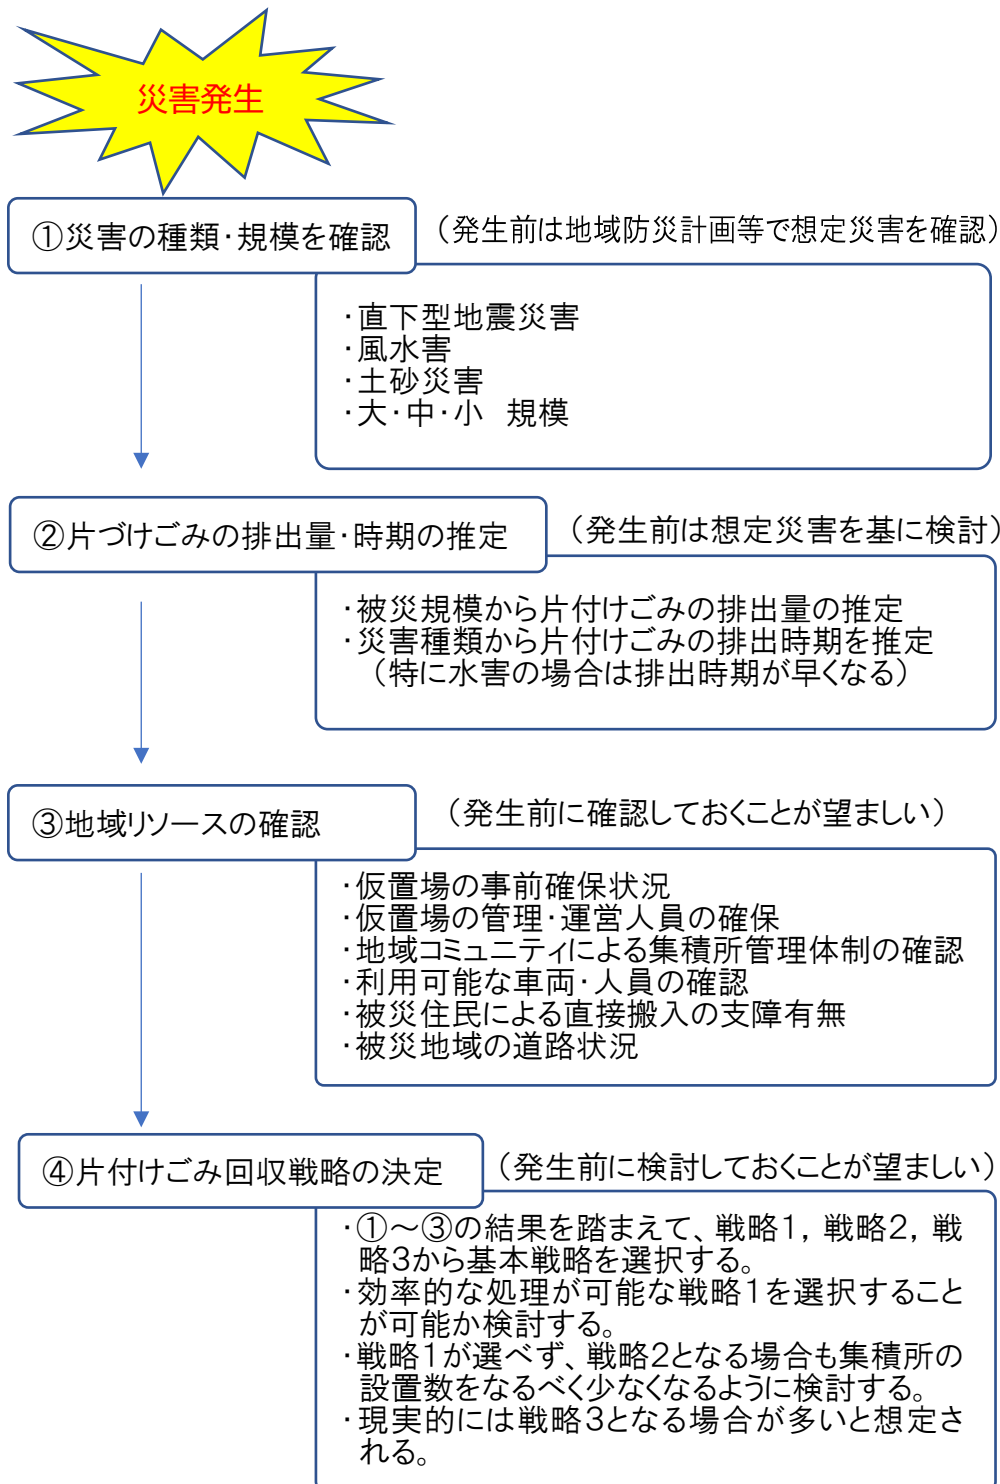 災害発生
①災害の種類・規模を確認
（発生前は地域防災計画等で想定災害を確認）
・直下型地震災害
・風水害
・土砂災害
・大・中・小　規模
②片づけごみの排出量・時期の推定
（発生前は想定災害を基に検討）
・被災規模から片付けごみの排出量の推定
・災害種類から片付けごみの排出時期を推定
（特に水害の場合は排出時期が早くなる）
③地域リソースの確認
（発生前に確認しておくことが望ましい）
・仮置場の事前確保状況
・仮置場の管理・運営人員の確保
・地域コミュニティによる集積所管理体制の確認
・利用可能な車両・人員の確認
・被災住民による直接搬入の支障有無
・被災地域の道路状況
④片付けごみ回収戦略の決定
（発生前に検討しておくことが望ましい）
・①～③の結果を踏まえて、戦略１，戦略２，戦
略３から基本戦略を選択する。
・効率的な処理が可能な戦略１を選択すること
が可能か検討する。
・戦略１が選べず、戦略２となる場合も集積所の
設置数をなるべく少なくなるように検討する。
・現実的には戦略３となる場合が多いと想定さ
れる。